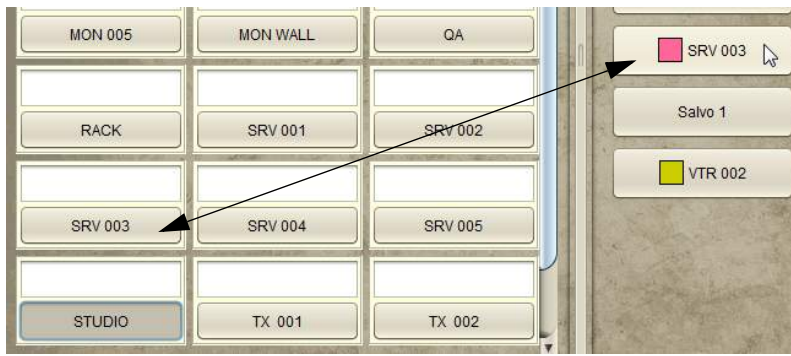 MON 005 MON WALL QA
RACK SRV 001 SRV 002
SRV 003 SRV 004 SRV 005
STUDIO TX 001 TX 002
SRV 003
Salvo 1
VTR 002